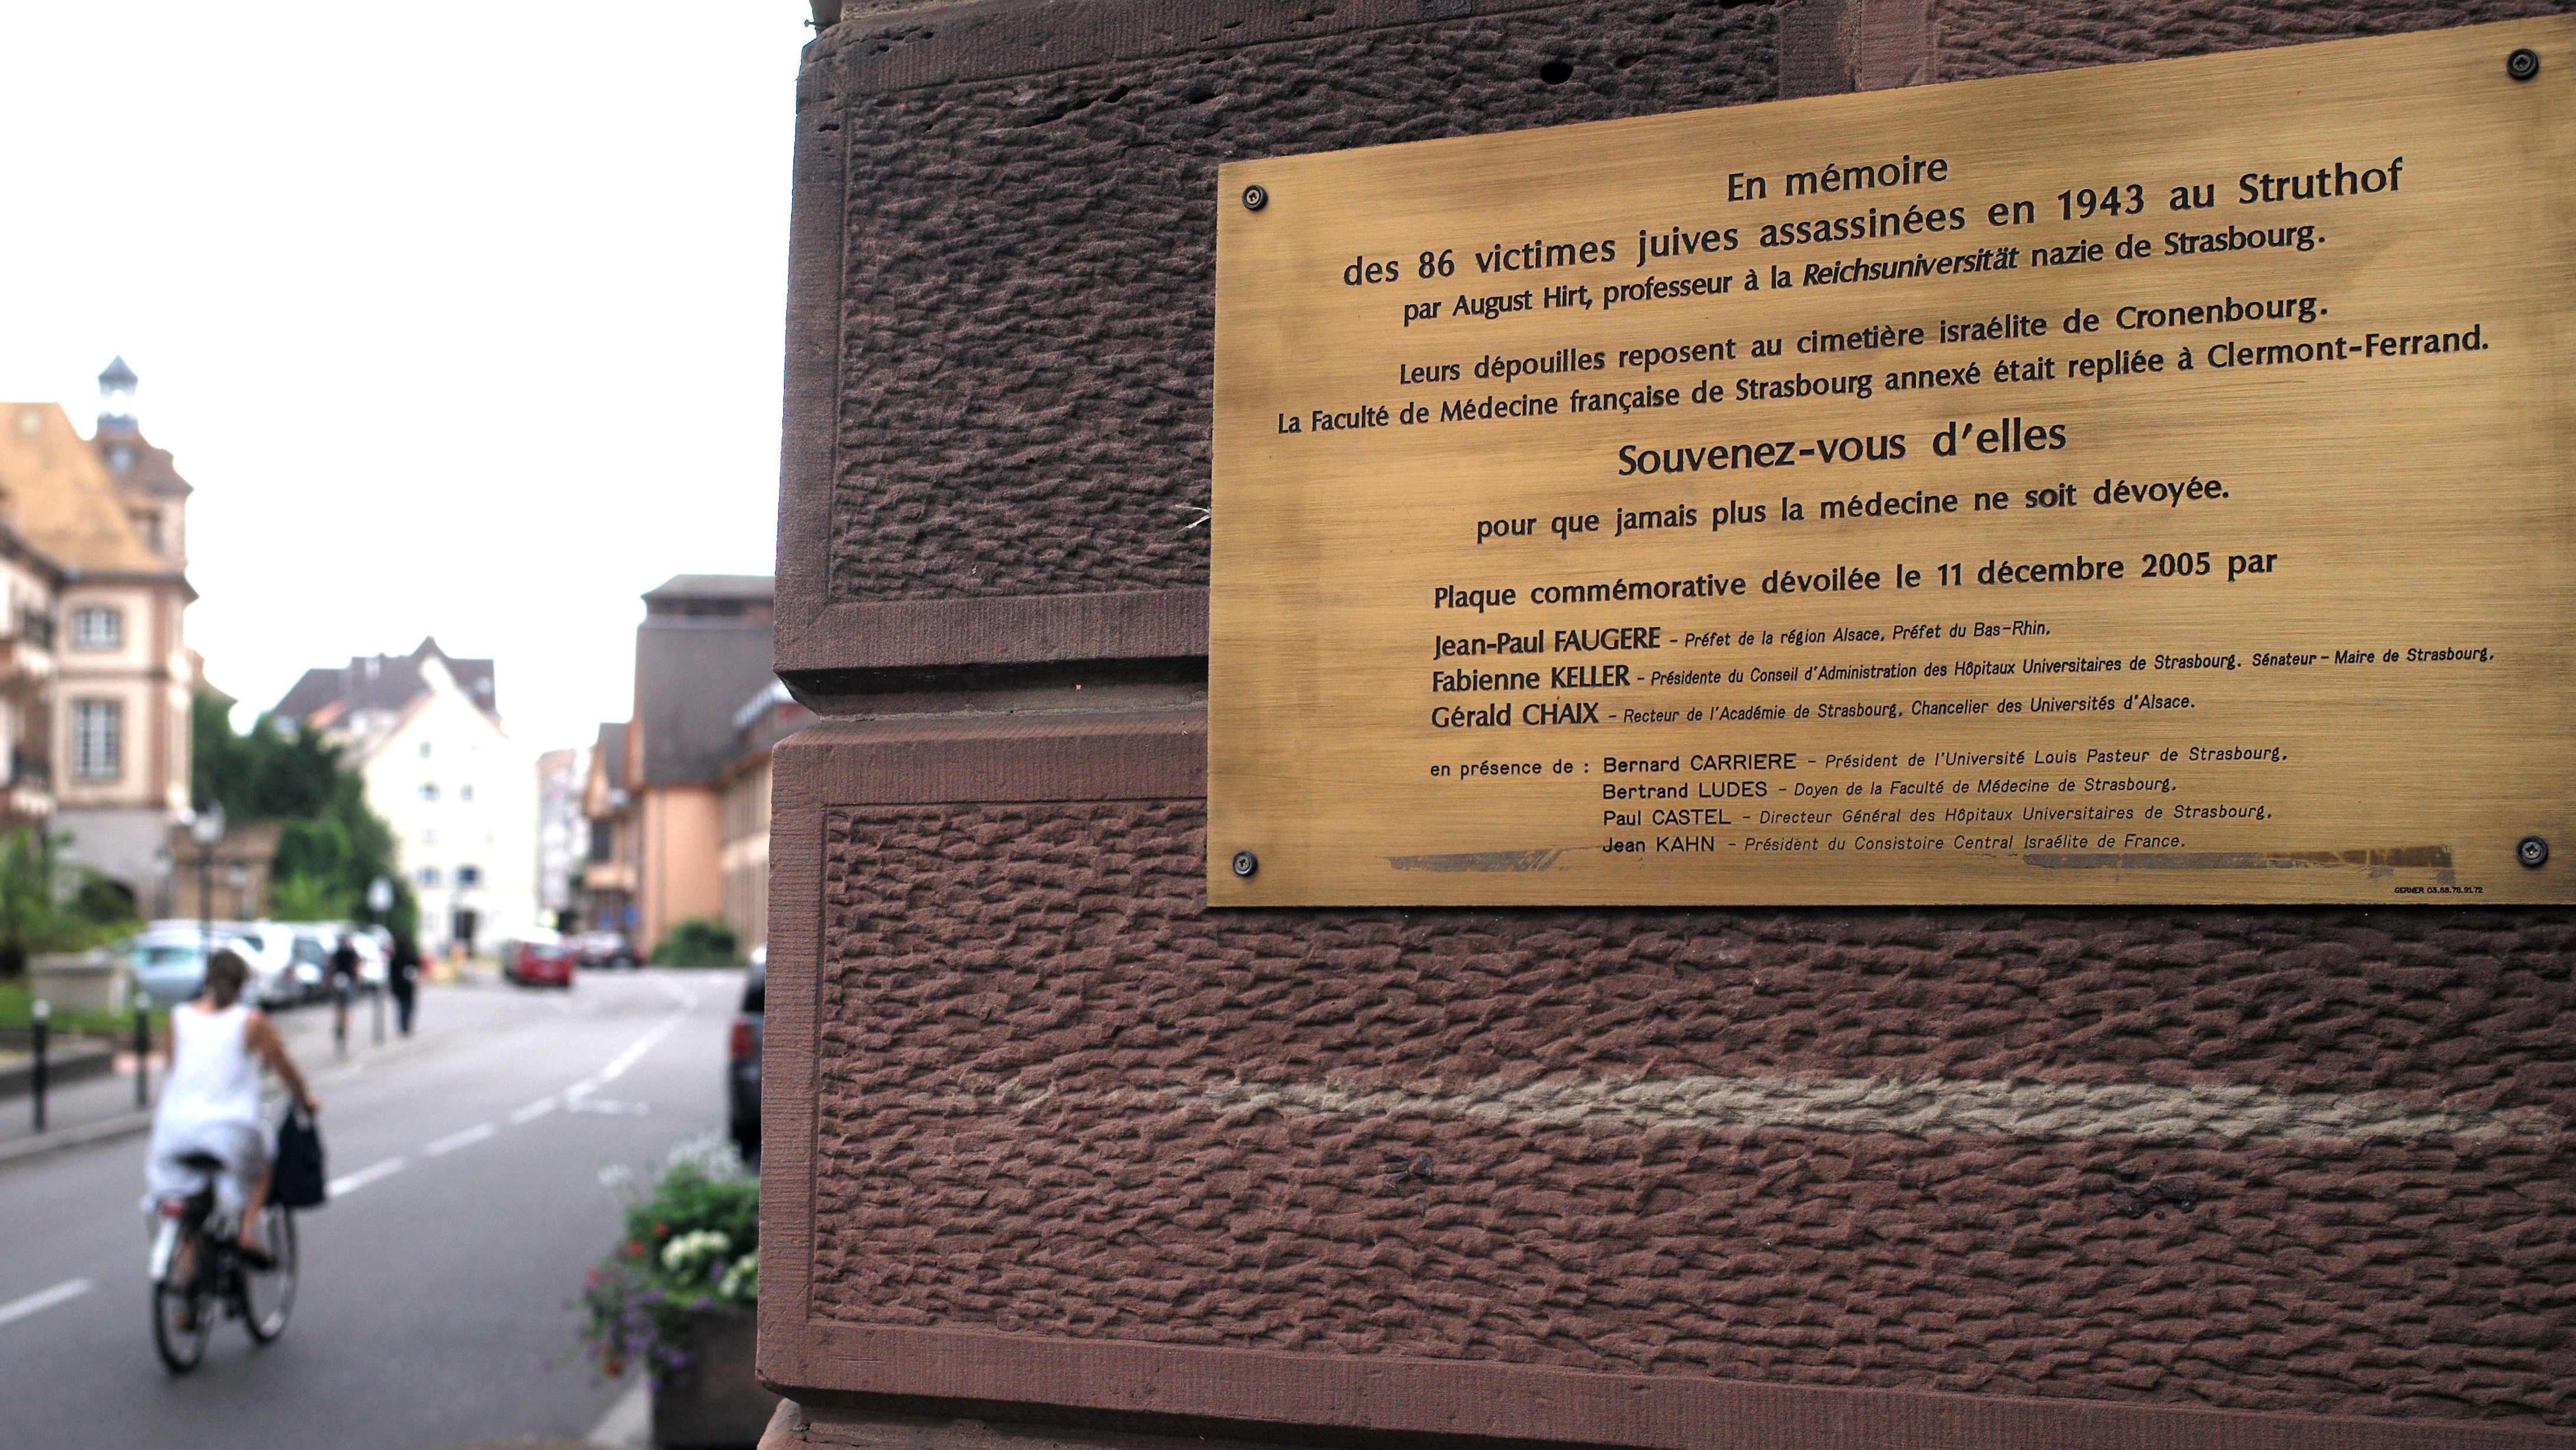 En mémoire
des 86 victimes juives assassinées en 1943 au Struthof
par August Hirt, professeur à la Reichsuniversität nazie de Strasbourg.
Leurs dépouilles reposent au cimetière israélite de Cronenbourg.
La Faculté de Médecine française de Strasbourg annexé était repliée à Clermont-Ferrand.
Souvenez-vous d'elles
pour que jamais plus la médecine ne soit dévoyée.
Plaque commémorative dévoilée le 11 décembre 2005 par
Jean-Paul FAUGERE - Préfet de la région Alsace, Préfet du Bas-Rhin,
Fabienne KELLER - Présidente du Conseil d'Administration des Hôpitaux Universitaires de Strasbourg. Sénateur - Maire de Strasbourg,
Gérald CHAIX - Recteur de l'Académie de Strasbourg, Chancelier des Universités d'Alsace.
en présence de : Bernard CARRIERE - Président de l'Université Louis Pasteur de Strasbourg,
Bertrand LUDES - Doyen de la Faculté de Médecine de Strasbourg,
Paul CASTEL - Directeur Général des Hôpitaux Universitaires de Strasbourg,
Jean KAHN - Président du Consistoire Central Israélite de France.
GERNER 03.88.78.91.72